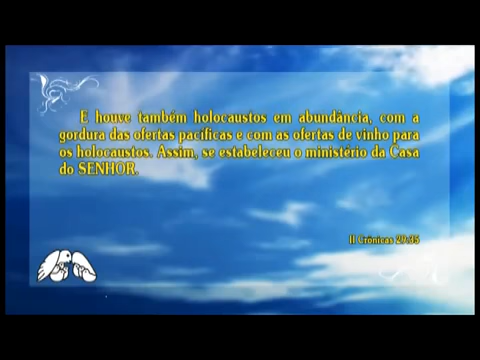 E houve também holocaustos em abundância, com a
gordura das ofertas pacíficas e com as ofertas de vinho para
os holocaustos. Assim, se estabeleceu o ministério da Casa
do SENHOR.
II Crônicas 29:35